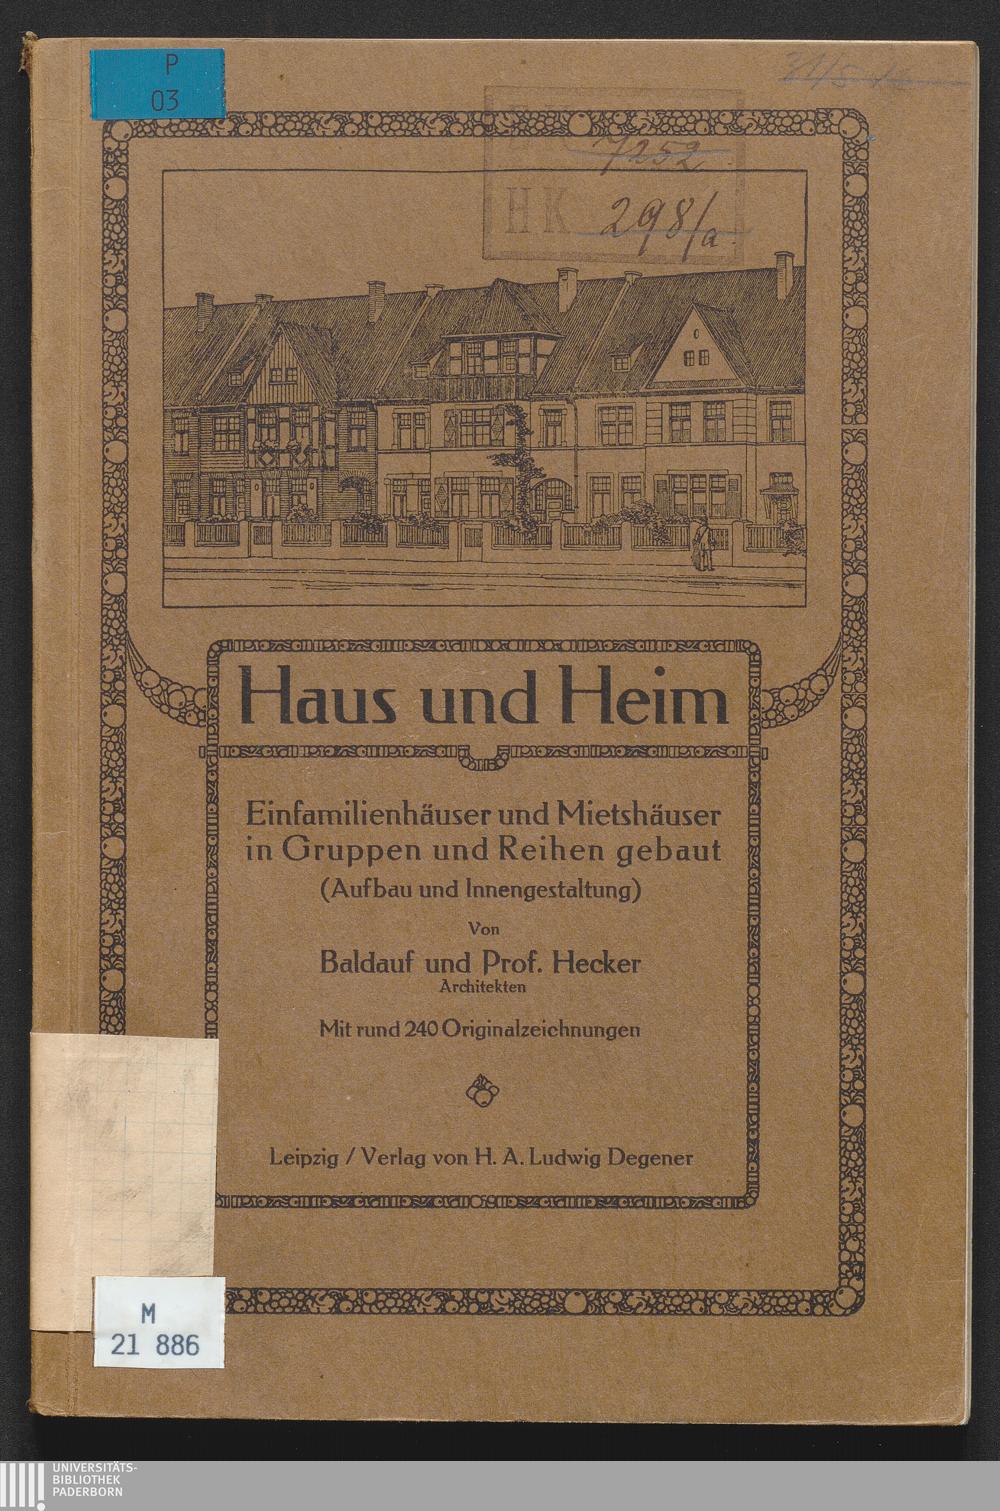 P
03
7252
HK 298/a
Haus und Heim
Einfamilienhäuser und Mietshäuser
in Gruppen und Reihen gebaut
(Aufbau und Innengestaltung)
Von
Baldauf und Prof. Hecker
Architekten
Mit rund 240 Originalzeichnungen
Leipzig / Verlag von H. A. Ludwig Degener
M
21 886
UNIVERSITÄTS-
BIBLIOTHEK
PADERBORN